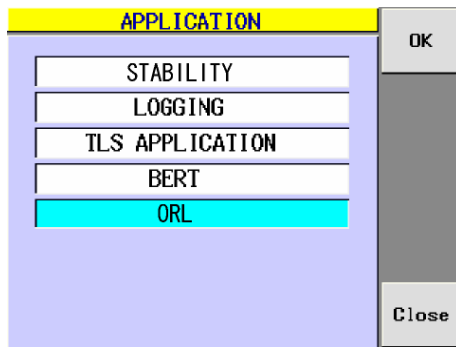 APPLICATION
OK
STABILITY
LOGGING
TLS APPLICATION
BERT
ORL
Close